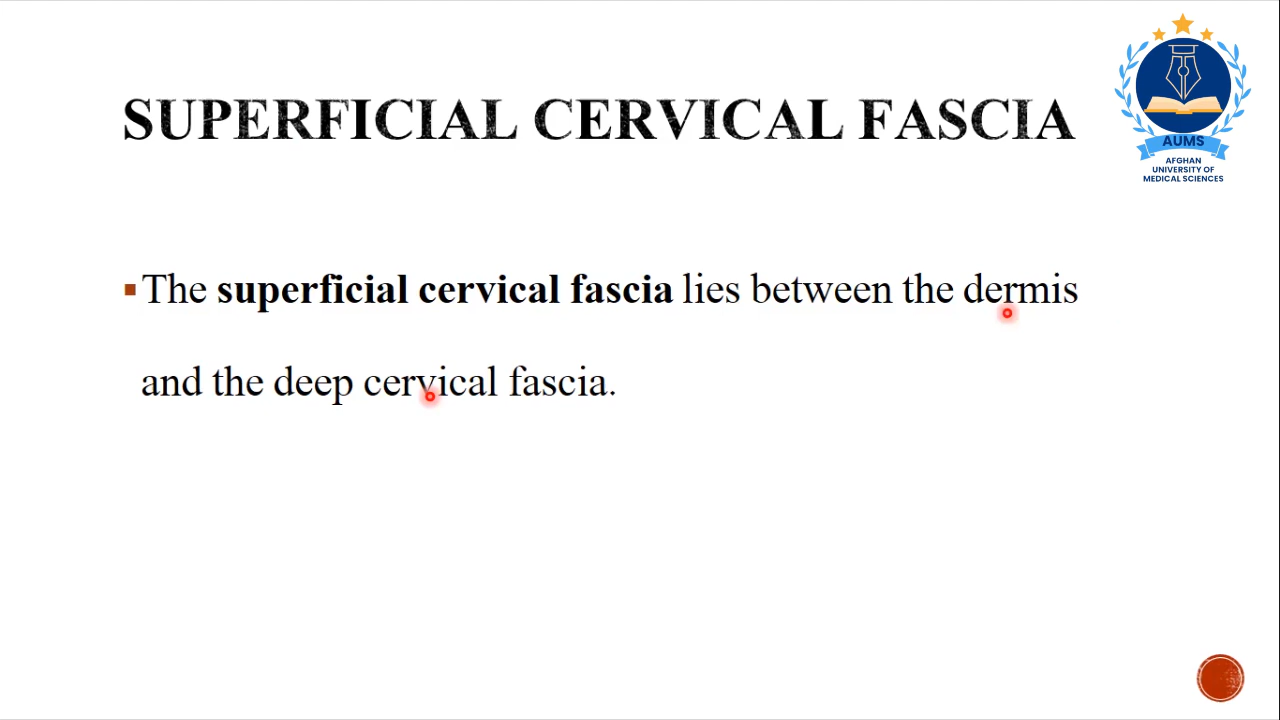 SUPERFICIAL CERVICAL FASCIA
AUMS
AFGHAN
UNIVERSITY OF
MEDICAL SCIENCES
▪The superficial cervical fascia lies between the dermis
and the deep cervical fascia.